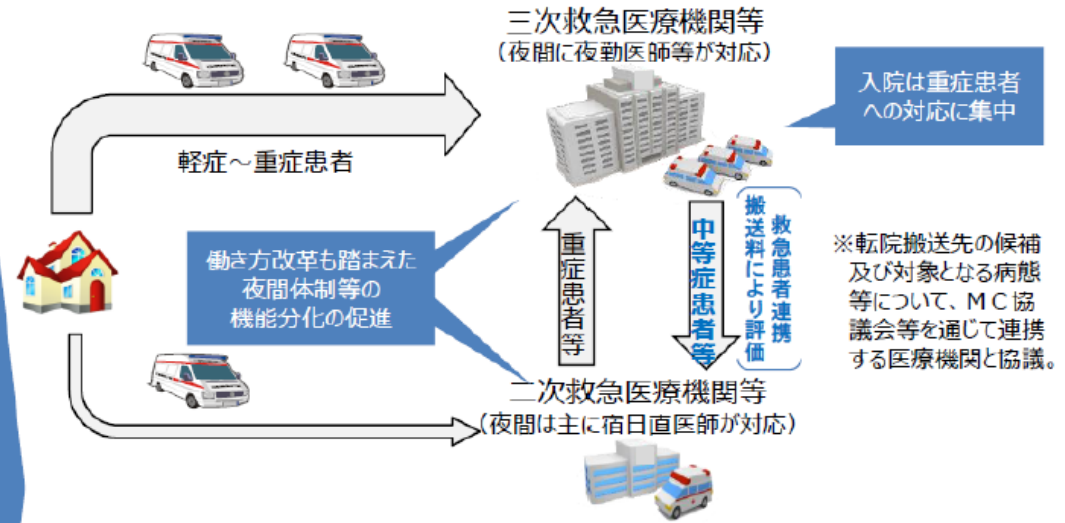 三次救急医療機関等
（夜間に夜勤医師等が対応）
入院は重症患者
への対応に集中
軽症～重症患者
働き方改革も踏まえた
夜間体制等の
機能分化の促進
重症患者等
中等症患者等
救急患者連携
搬送料により評価
※転院搬送先の候補
及び対象となる病態
等について、ＭＣ協
議会等を通じて連携
する医療機関と協議。
二次救急医療機関等
（夜間は主に宿日直医師が対応）